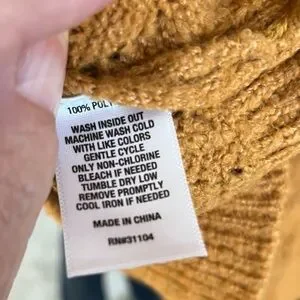 100% POLY
WASH INSIDE OUT
MACHINE WASH COLD
WITH LIKE COLORS
GENTLE CYCLE
ONLY NON-CHLORINE
BLEACH IF NEEDED
TUMBLE DRY LOW
REMOVE PROMPTLY
COOL IRON IF NEEDED
MADE IN CHINA
RN#31104